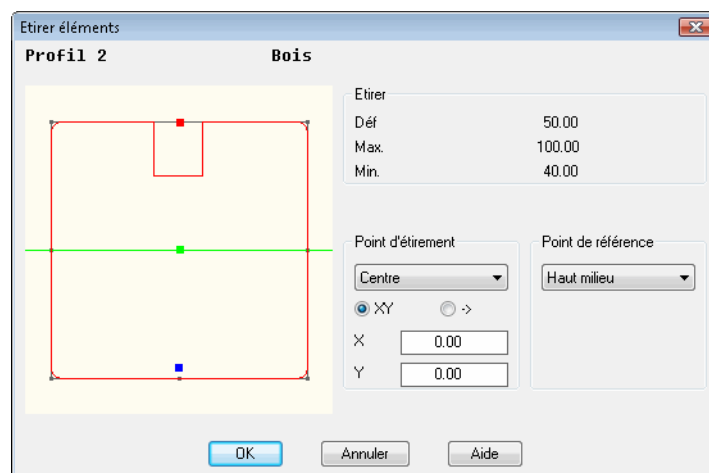 Etirer éléments
Profil 2 Bois
Etirer
Déf 50.00
Max. 100.00
Min. 40.00
Point d'étirement
Centre
XY ->
X 0.00
Y 0.00
Point de référence
Haut milieu
OK Annuler Aide